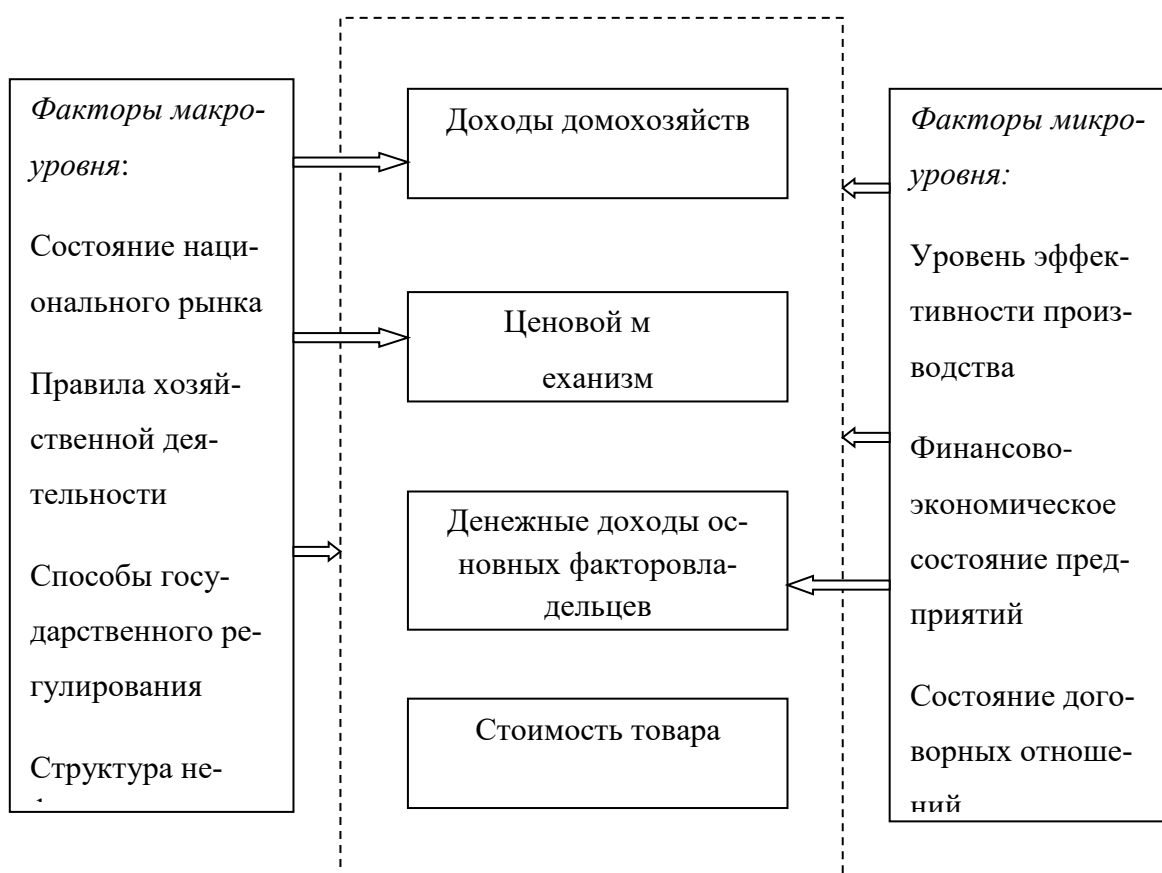 Факторы макро-
уровня:
Состояние наци-
онального рынка
Правила хозяй-
ственной дея-
тельности
Способы госу-
дарственного ре-
гулирования
Структура не-
Доходы домохозяйств
Ценовой м
еханизм
Денежные доходы ос-
новных факторовла-
дельцев
Стоимость товара
Факторы микро-
уровня:
Уровень эффек-
тивности произ-
водства
Финансово-
экономическое
состояние пред-
приятий
Состояние дого-
ворных отноше-
ний